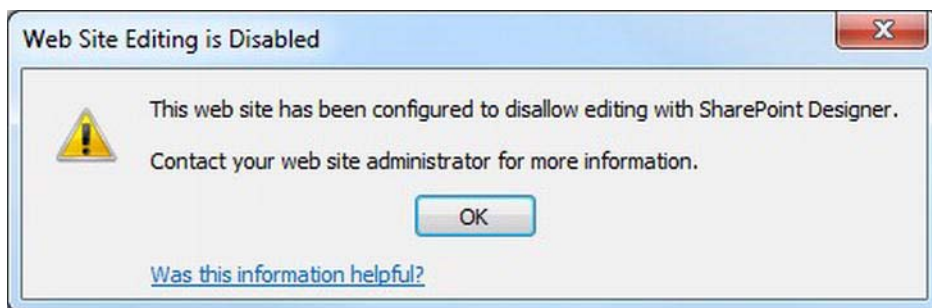 Web Site Editing is Disabled
This web site has been configured to disallow editing with SharePoint Designer.
Contact your web site administrator for more information.
OK
Was this information helpful?